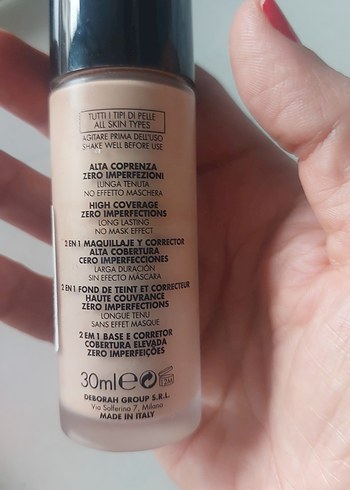 TUTTI I TIPI DI PELLE
ALL SKIN TYPES
AGITARE PRIMA DELL'USO
SHAKE WELL BEFORE USE
ALTA COPRENZA
ZERO IMPERFEZIONI
LUNGA TENUTA
NO EFFETTO MASCHERA
HIGH COVERAGE
ZERO IMPERFECTIONS
LONG LASTING
NO MASK EFFECT
2 EN 1 MAQUILLAJE Y CORRECTOR
ALTA COBERTURA
CERO IMPERFECCIONES
LARGA DURACIÓN
SIN EFECTO MÁSCARA
2 EN 1 FOND DE TEINT ET CORRECTEUR
HAUTE COUVRANCE
ZÉRO IMPERFECTIONS
LONGUE TENU
SANS EFFET MASQUE
2 EM 1 BASE E CORRETOR
COBERTURA ELEVADA
ZERO IMPERFEIÇÕES
30ml e
DEBORAH GROUP S.R.L.
Via Solferino 7, Milano
MADE IN ITALY